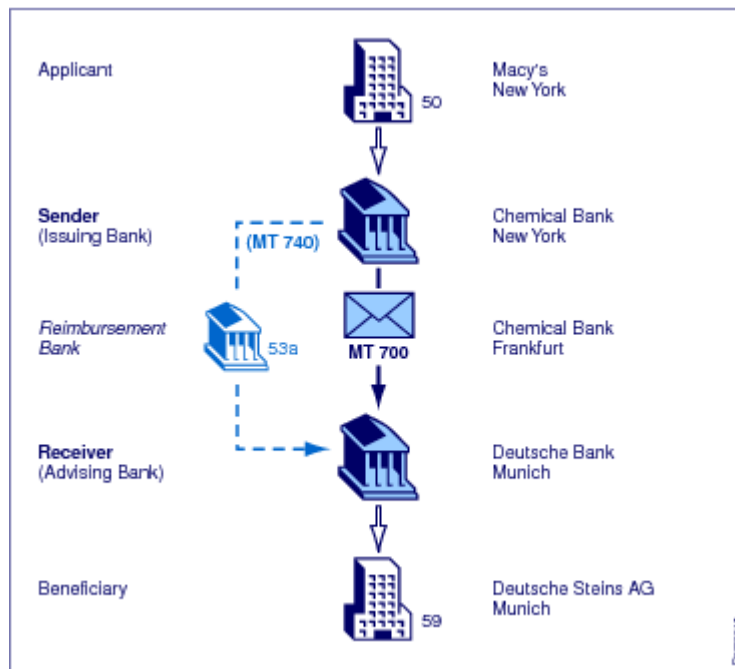 Applicant
50
Macy's
New York
Sender
(Issuing Bank)
(MT 740)
Chemical Bank
New York
Reimbursement
Bank
53a
MT 700
Chemical Bank
Frankfurt
Receiver
(Advising Bank)
Deutsche Bank
Munich
Beneficiary
59
Deutsche Steins AG
Munich